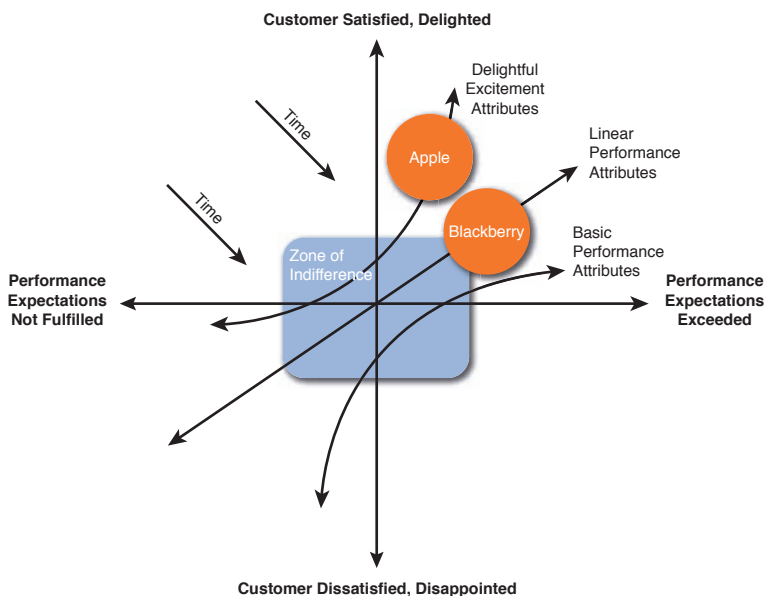 Customer Satisfied, Delighted
Delightful
Excitement
Attributes
Time
Linear
Performance
Attributes
Apple
Time
Blackberry
Basic
Performance
Attributes
Zone of
Indifference
Performance
Expectations
Not Fulfilled
Performance
Expectations
Exceeded
Customer Dissatisfied, Disappointed